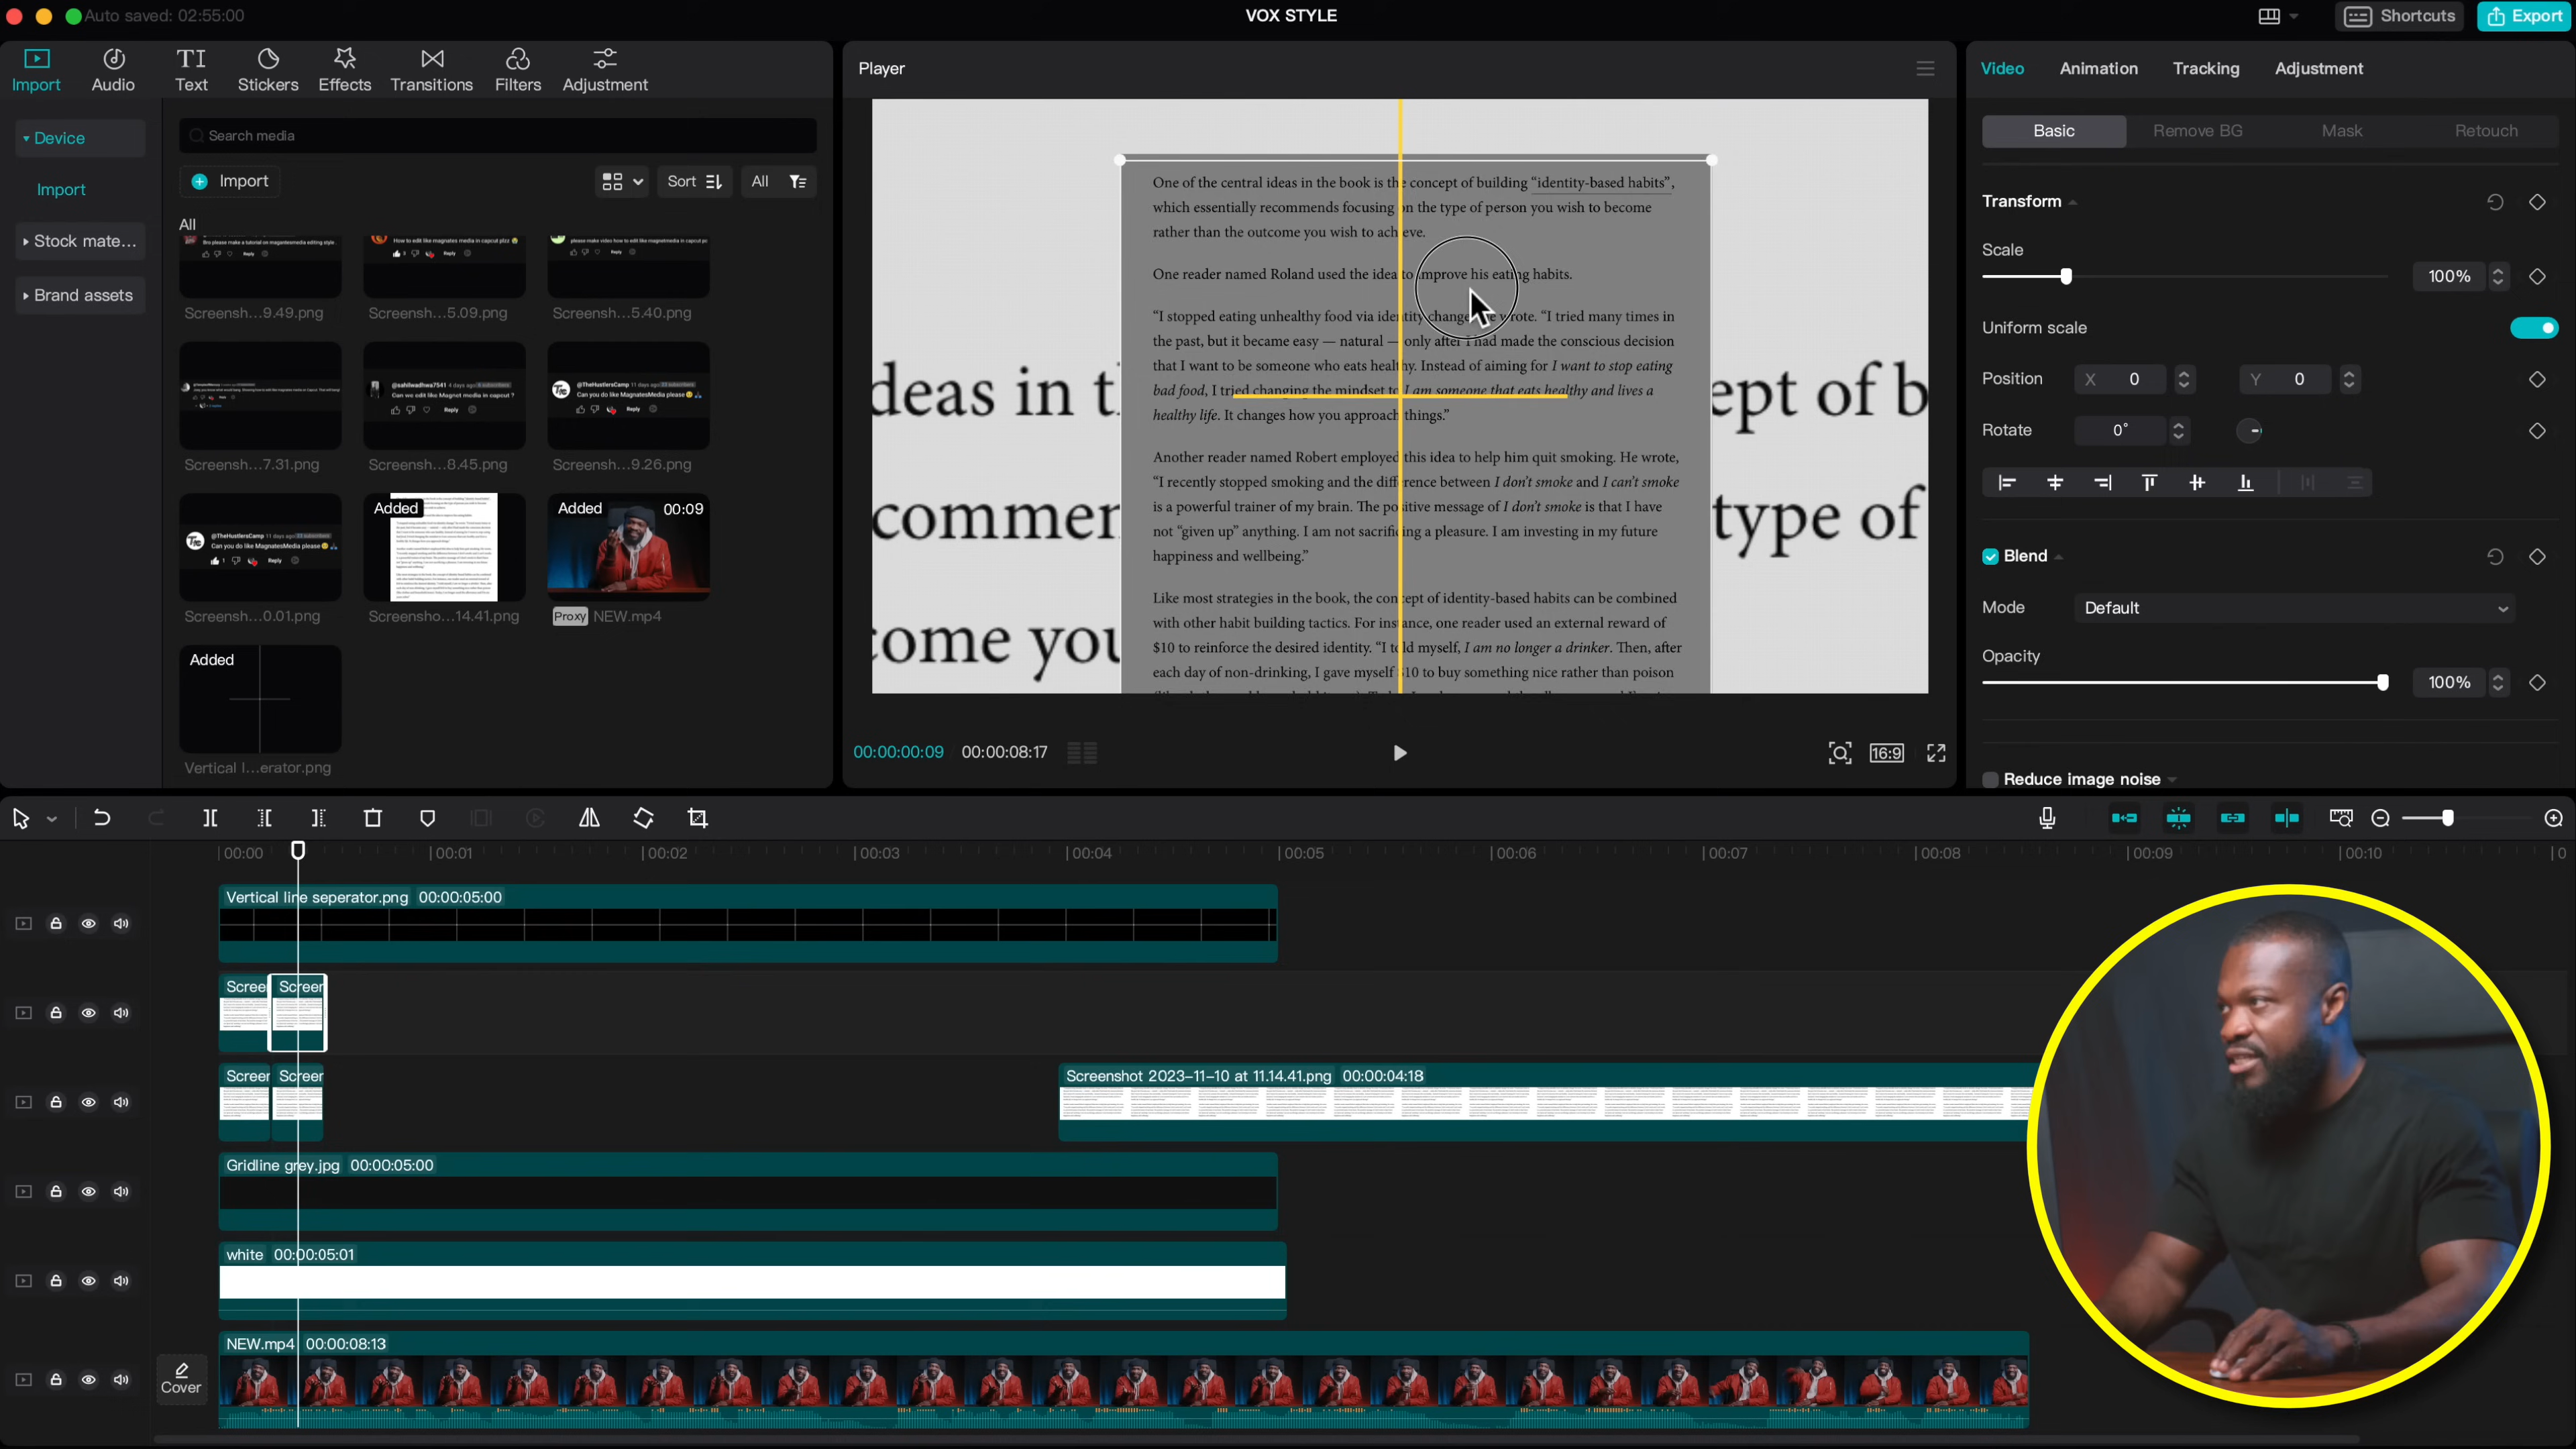 Auto saved: 02:55:00
VOX STYLE
Shortcuts
Export
Import
Audio
TI
Text
Stickers
Effects
Transitions
Filters
Adjustment
Device
Import
Stock mate...
Brand assets
Search media
Import
Sort
All
All
Screensh...9.49.png
Screensh...5.09.png
Screensh...5.40.png
Screensh...7.31.png
Screensh...8.45.png
Screensh...9.26.png
@TheHustlersCamp
Can you do like MagnatesMedia please
Reply
Added
Added
00:09
Screensh...0.01.png
Screensho...14.41.png
Proxy NEW.mp4
Added
Vertical l...erator.png
Player
One of the central ideas in the book is the concept of building “identity-based habits”,
which essentially recommends focusing on the type of person you wish to become
rather than the outcome you wish to achieve.
One reader named Roland used the idea to improve his eating habits.
“I stopped eating unhealthy food via identity change wrote. “I tried many times in
the past, but it became easy — natural — only after I had made the conscious decision
that I want to be someone who eats healthy. Instead of aiming for I want to stop eating
bad food, I tried changing the mindset to I am someone that eats healthy and lives a
healthy life. It changes how you approach things.”
Another reader named Robert employed this idea to help him quit smoking. He wrote,
“I recently stopped smoking and the difference between I don’t smoke and I can’t smoke
is a powerful trainer of my brain. The positive message of I don’t smoke is that I have
not “given up” anything. I am not sacrificing a pleasure. I am investing in my future
happiness and wellbeing.”
Like most strategies in the book, the concept of identity-based habits can be combined
with other habit building tactics. For instance, one reader used an external reward of
$10 to reinforce the desired identity. “I told myself, I am no longer a drinker. Then, after
each day of non-drinking, I gave myself $10 to buy something nice rather than poison
deas in t
ept of b
commen
type of
come you
00:00:00:09
00:00:08:17
16:9
Video
Animation
Tracking
Adjustment
Basic
Remove BG
Mask
Retouch
Transform
Scale
100%
Uniform scale
Position
X 0
Y 0
Rotate
0°
Blend
Mode
Default
Opacity
100%
Reduce image noise
00:00
00:01
00:02
00:03
00:04
00:05
00:06
00:07
00:08
00:09
00:10
0
Vertical line seperator.png 00:00:05:00
Screer
Screer
Screer
Screer
Screenshot 2023-11-10 at 11.14.41.png 00:00:04:18
Gridline grey.jpg 00:00:05:00
white 00:00:05:01
NEW.mp4 00:00:08:13
Cover